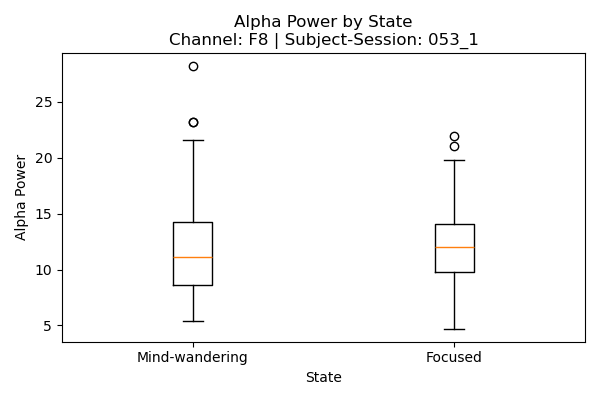 Alpha Power by State
Channel: F8 | Subject-Session: 053_1
25
20
15
10
5
Alpha Power
Mind-wandering
Focused
State